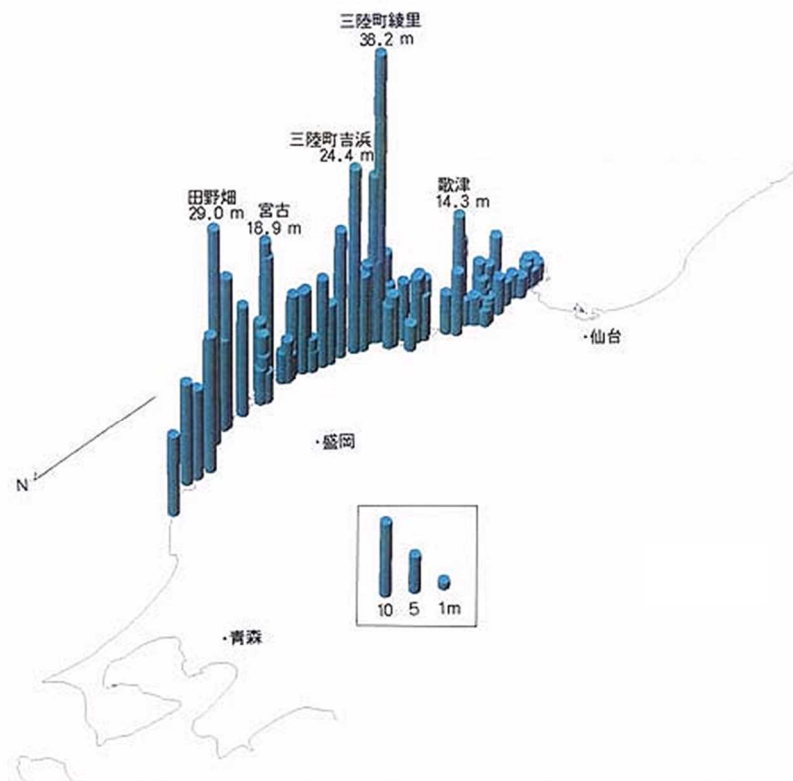 三陸町綾里
38.2 m
三陸町吉浜
24.4 m
田野畑
29.0 m
宮古
18.9 m
歌津
14.3 m
・仙台
・盛岡
N
10 5 1m
・青森